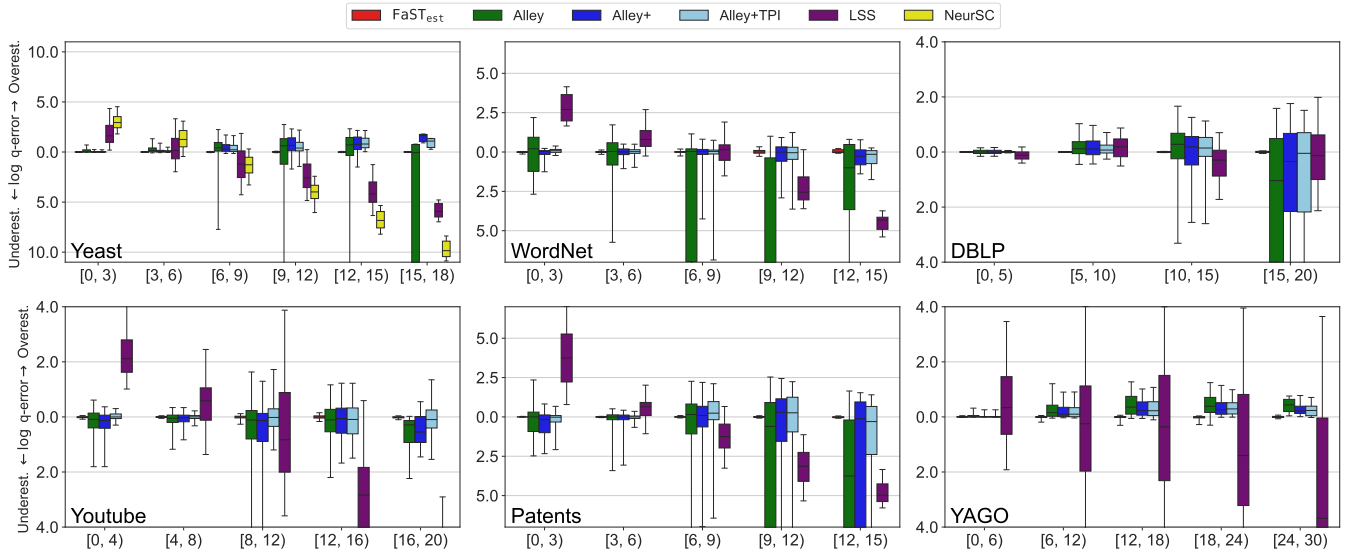 FaSTest Alley Alley+ Alley+TPI LSS NeurSC
Underest. ← log q-error → Overest.
10.0
5.0
0.0
5.0
10.0
Yeast
[0, 3) [3, 6) [6, 9) [9, 12) [12, 15) [15, 18)
5.0
2.5
0.0
2.5
5.0
WordNet
[0, 3) [3, 6) [6, 9) [9, 12) [12, 15)
4.0
2.0
0.0
2.0
4.0
DBLP
[0, 5) [5, 10) [10, 15) [15, 20)
Underest. ← log q-error → Overest.
4.0
2.0
0.0
2.0
4.0
Youtube
[0, 4) [4, 8) [8, 12) [12, 16) [16, 20)
5.0
2.5
0.0
2.5
5.0
Patents
[0, 3) [3, 6) [6, 9) [9, 12) [12, 15)
4.0
2.0
0.0
2.0
4.0
YAGO
[0, 6) [6, 12) [12, 18) [18, 24) [24, 30)